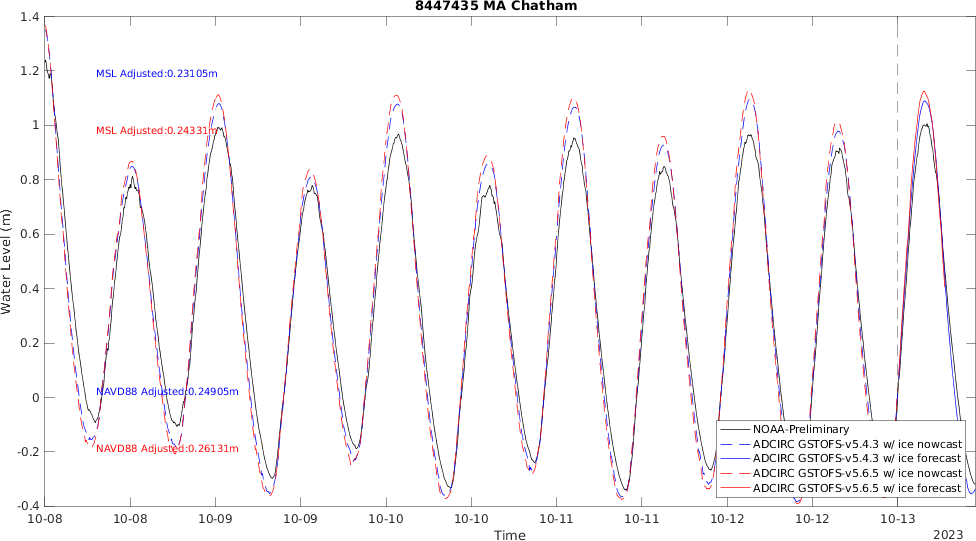 8447435 MA Chatham
1.4
1.2
1
0.8
0.6
0.4
0.2
0
-0.2
-0.4
Water Level (m)
MSL Adjusted:0.23105m
MSL Adjusted:0.24331m
NAVD88 Adjusted:0.24905m
NAVD88 Adjusted:0.26131m
NOAA-Preliminary
ADCIRC GSTOFS-v5.4.3 w/ ice nowcast
ADCIRC GSTOFS-v5.4.3 w/ ice forecast
ADCIRC GSTOFS-v5.6.5 w/ ice nowcast
ADCIRC GSTOFS-v5.6.5 w/ ice forecast
10-08 10-08 10-09 10-09 10-10 10-10 10-11 10-11 10-12 10-12 10-13
Time
2023